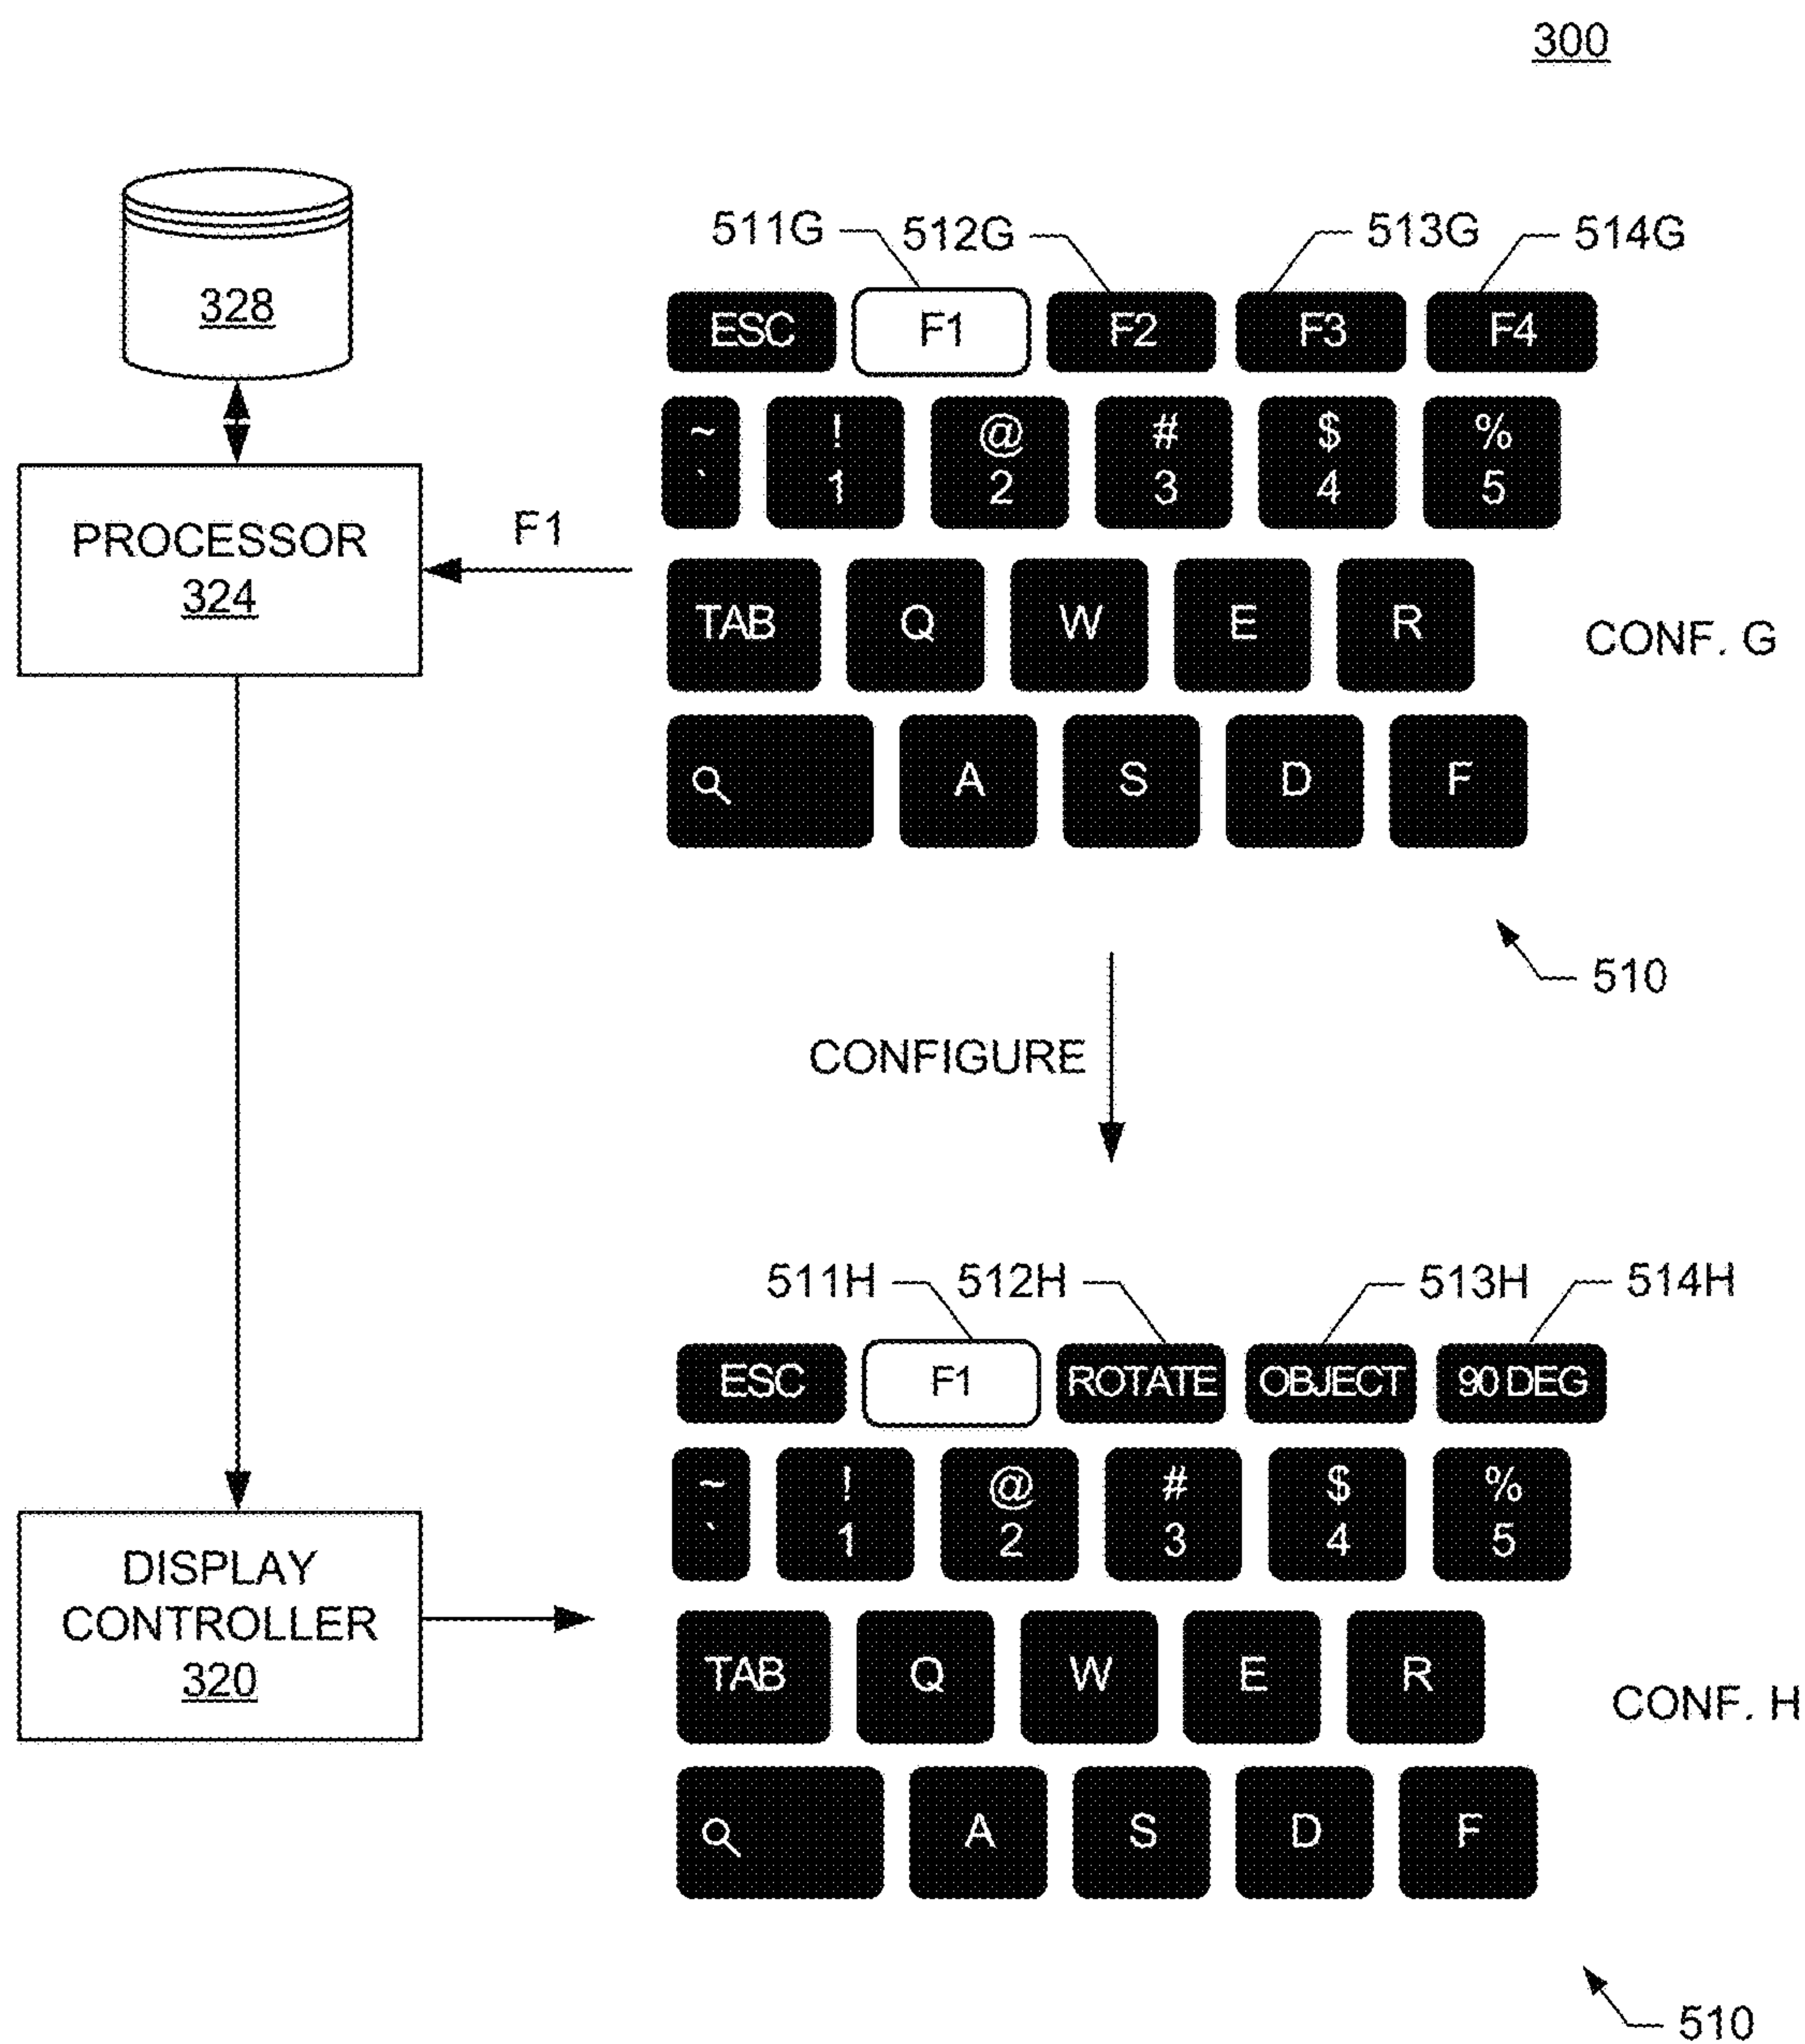 300
328
511G 512G 513G 514G
ESC F1 F2 F3 F4
~ ! @ # $ %
` 1 2 3 4 5
PROCESSOR
324
F1
TAB Q W E R
CONF. G
A S D F
510
CONFIGURE
511H 512H 513H 514H
ESC F1 ROTATE OBJECT 90 DEG
~ ! @ # $ %
` 1 2 3 4 5
DISPLAY
CONTROLLER
320
TAB Q W E R
CONF. H
A S D F
510